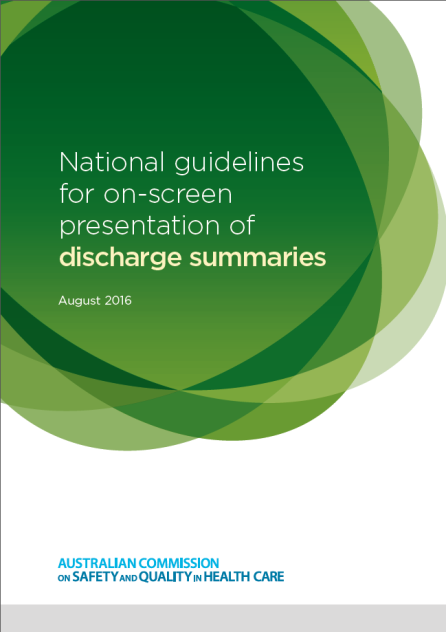 National guidelines
for on-screen
presentation of
discharge summaries
August 2016
AUSTRALIAN COMMISSION
ON SAFETY AND QUALITY IN HEALTH CARE